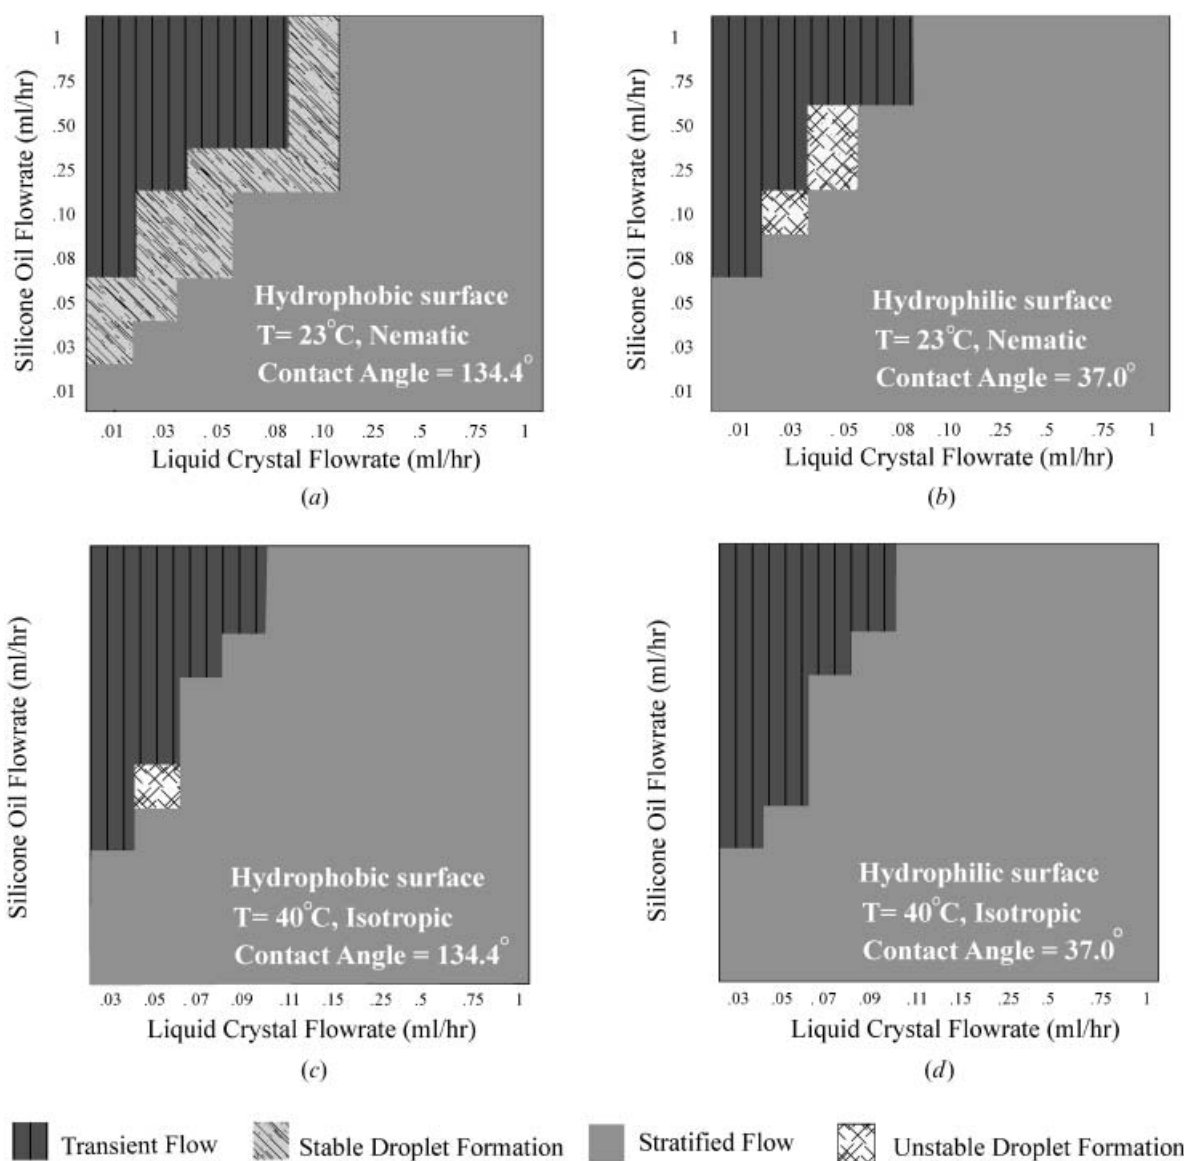 Silicone Oil Flowrate (ml/hr)
1
.75
.50
.25
.10
.08
.05
.03
.01
Hydrophobic surface
T= 23°C, Nematic
Contact Angle = 134.4°
.01 .03 .05 .08 .10 .25 .5 .75 1
Liquid Crystal Flowrate (ml/hr)
(a)
Silicone Oil Flowrate (ml/hr)
1
.75
.50
.25
.10
.08
.05
.03
.01
Hydrophilic surface
T= 23°C, Nematic
Contact Angle = 37.0°
.01 .03 .05 .08 .10 .25 .5 .75 1
Liquid Crystal Flowrate (ml/hr)
(b)
Silicone Oil Flowrate (ml/hr)
Hydrophobic surface
T= 40°C, Isotropic
Contact Angle = 134.4°
.03 .05 .07 .09 .11 .15 .25 .5 .75 1
Liquid Crystal Flowrate (ml/hr)
(c)
Silicone Oil Flowrate (ml/hr)
Hydrophilic surface
T= 40°C, Isotropic
Contact Angle = 37.0°
.03 .05 .07 .09 .11 .15 .25 .5 .75 1
Liquid Crystal Flowrate (ml/hr)
(d)
Transient Flow
Stable Droplet Formation
Stratified Flow
Unstable Droplet Formation